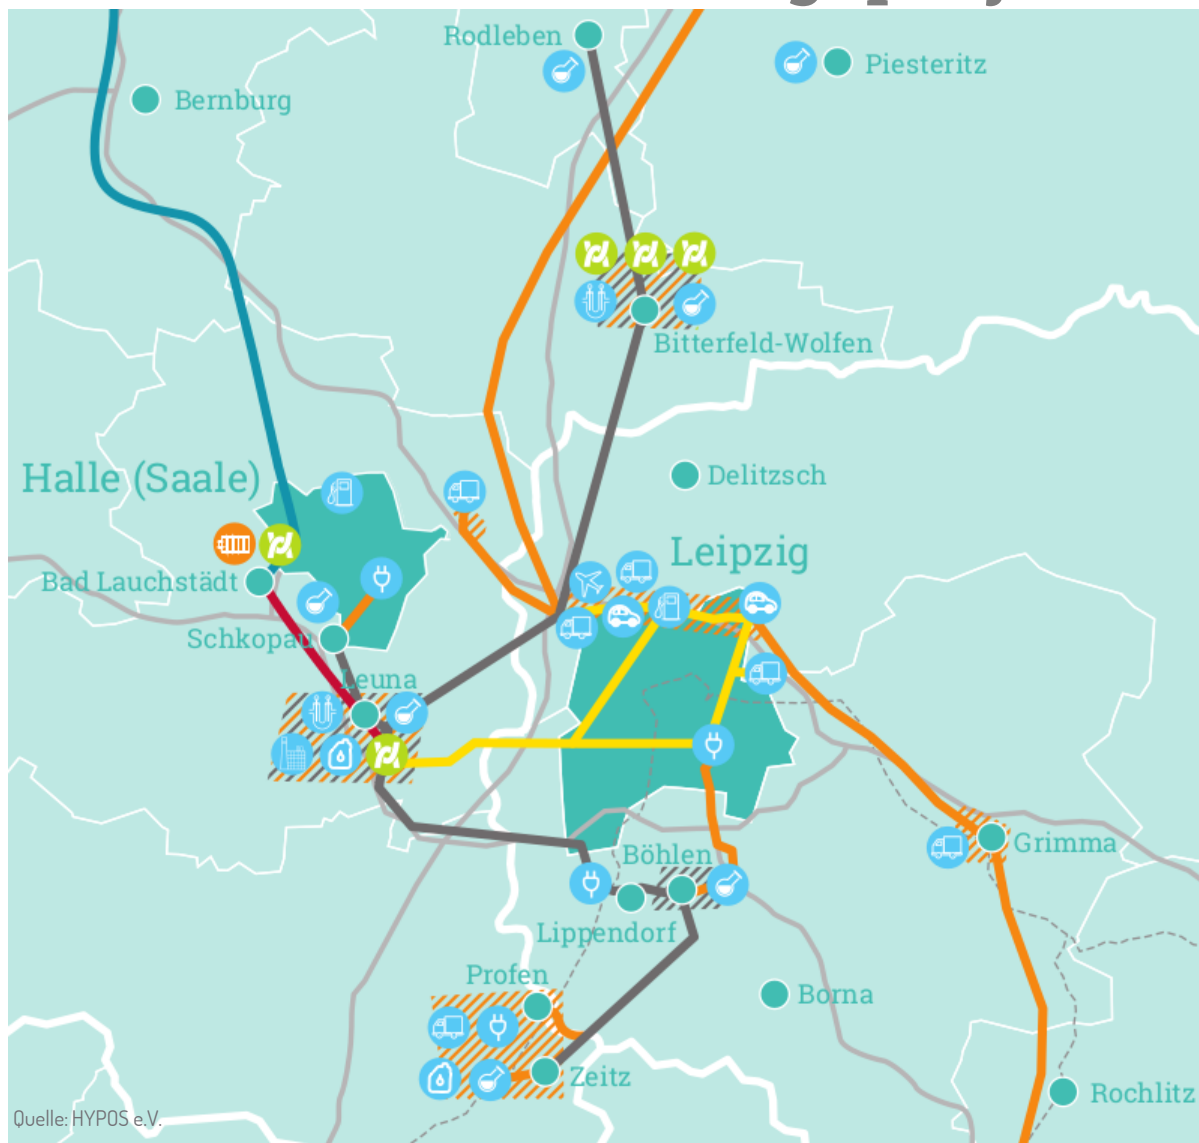 Rodleben
Piesteritz
Bernburg
Bitterfeld-Wolfen
Halle (Saale)
Delitzsch
Leipzig
Bad Lauchstädt
Schkopau
Leuna
Grimma
Böhlen
Lippendorf
Profen
Borna
Zeitz
Rochlitz
Quelle: HYPOS e.V.